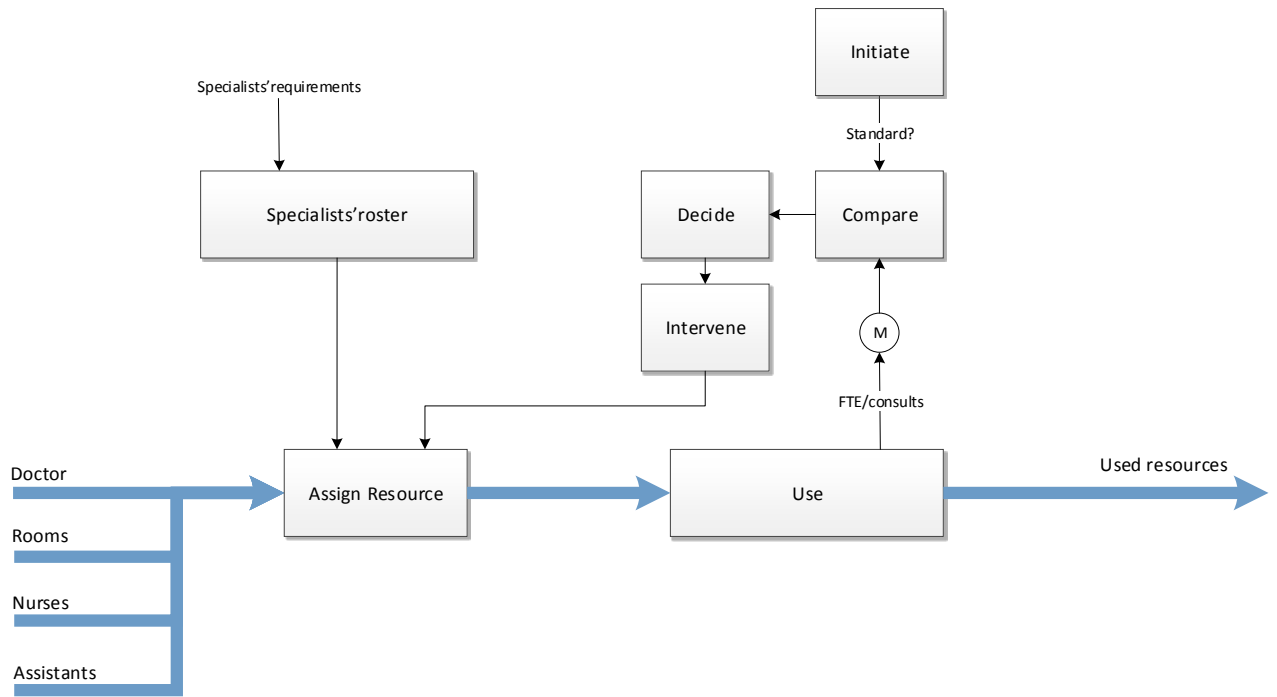 Initiate
Specialists’requirements
Standard?
Specialists’roster
Decide
Compare
Intervene
M
FTE/consults
Doctor
Assign Resource
Use
Used resources
Rooms
Nurses
Assistants